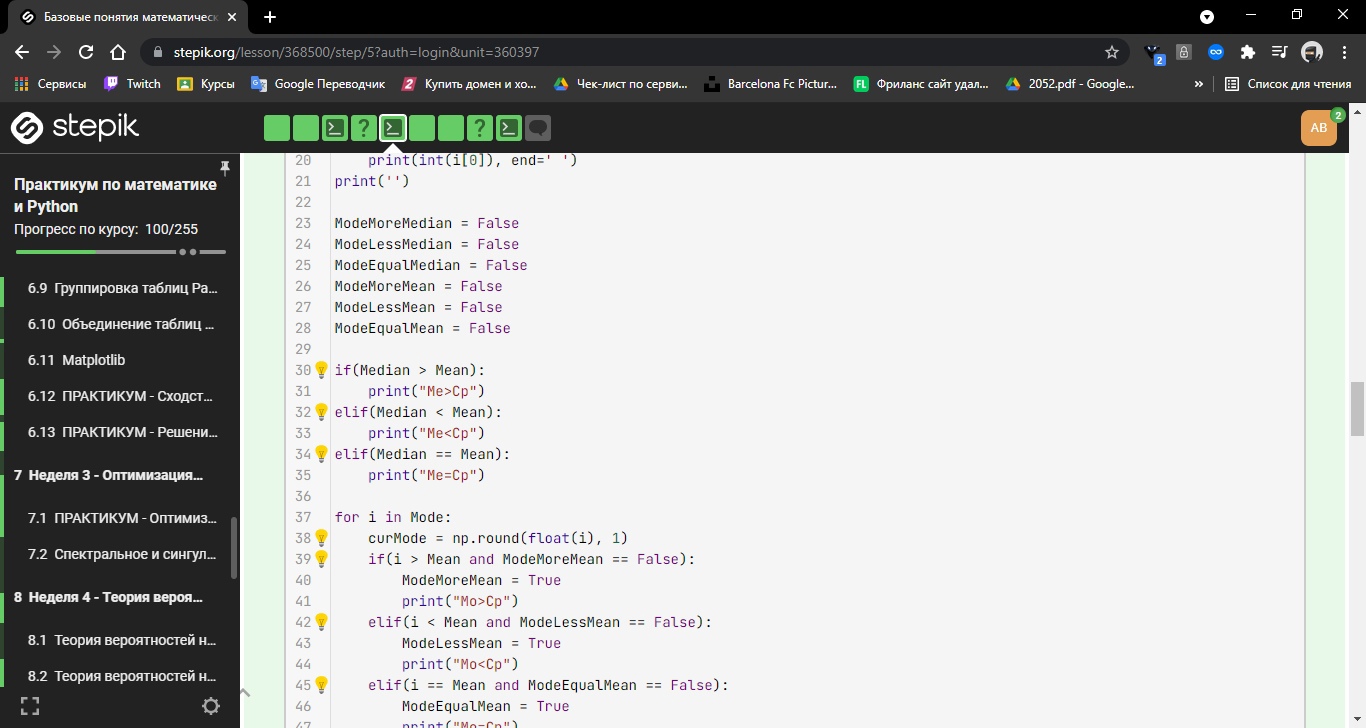 Базовые понятия математическ
stepik.org/lesson/368500/step/5?auth=login&unit=360397
2
Сервисы
Twitch
Курсы
Google Переводчик
Купить домен и хо...
Чек-лист по серви...
Barcelona Fc Pictur...
FL Фриланс сайт удал...
2052.pdf - Google...
»
Список для чтения
stepik
AB
2
Практикум по математике
и Python
Прогресс по курсу: 100/255
6.9 Группировка таблиц Pa...
6.10 Объединение таблиц ...
6.11 Matplotlib
6.12 ПРАКТИКУМ - Сходст...
6.13 ПРАКТИКУМ - Решени...
7 Неделя 3 - Оптимизация...
7.1 ПРАКТИКУМ - Оптимиз...
7.2 Спектральное и сингул...
8 Неделя 4 - Теория вероя...
8.1 Теория вероятностей н...
8.2 Теория вероятностей н...
20 print(int(i[0]), end=' ')
21 print('')
22
23 ModeMoreMedian = False
24 ModeLessMedian = False
25 ModeEqualMedian = False
26 ModeMoreMean = False
27 ModeLessMean = False
28 ModeEqualMean = False
29
30 if(Median > Mean):
31 print("Me>Cp")
32 elif(Median < Mean):
33 print("Me<Cp")
34 elif(Median == Mean):
35 print("Me=Cp")
36
37 for i in Mode:
38 curMode = np.round(float(i), 1)
39 if(i > Mean and ModeMoreMean == False):
40 ModeMoreMean = True
41 print("Mo>Cp")
42 elif(i < Mean and ModeLessMean == False):
43 ModeLessMean = True
44 print("Mo<Cp")
45 elif(i == Mean and ModeEqualMean == False):
46 ModeEqualMean = True
47 print("Mo=Cp")